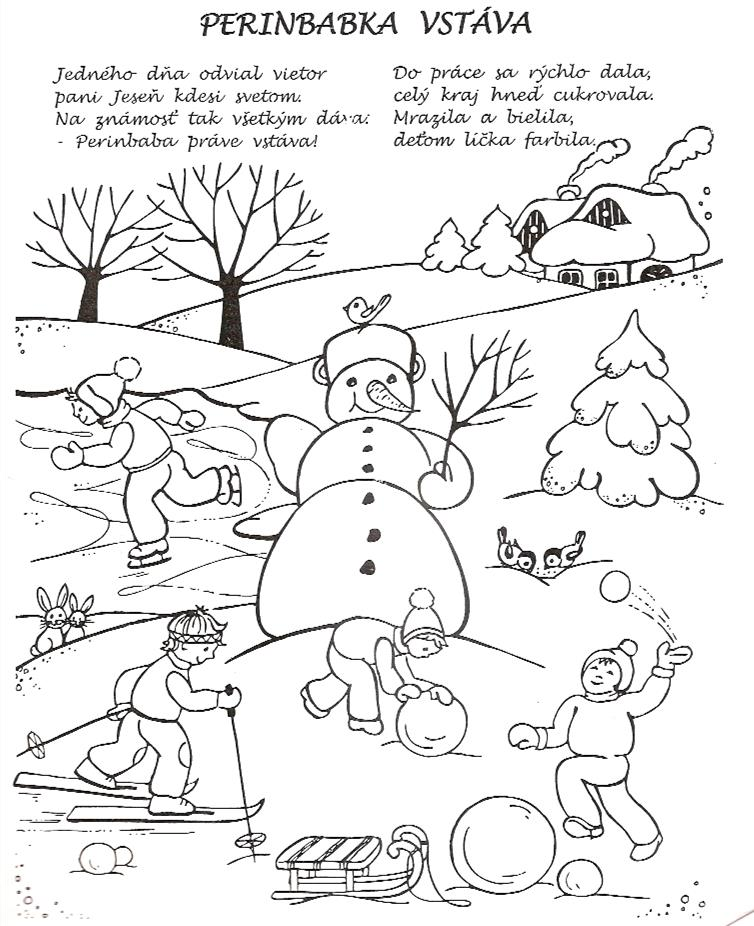 PERINBABKA VSTÁVA
Jedného dňa odvial vietor
pani Jeseň kdesi svetom.
Na známosť tak všetkým dáva:
- Perinbaba práve vstáva!
Do práce sa rýchlo dala,
celý kraj hneď cukrovala.
Mrazila a bielila,
deťom líčka farbila.